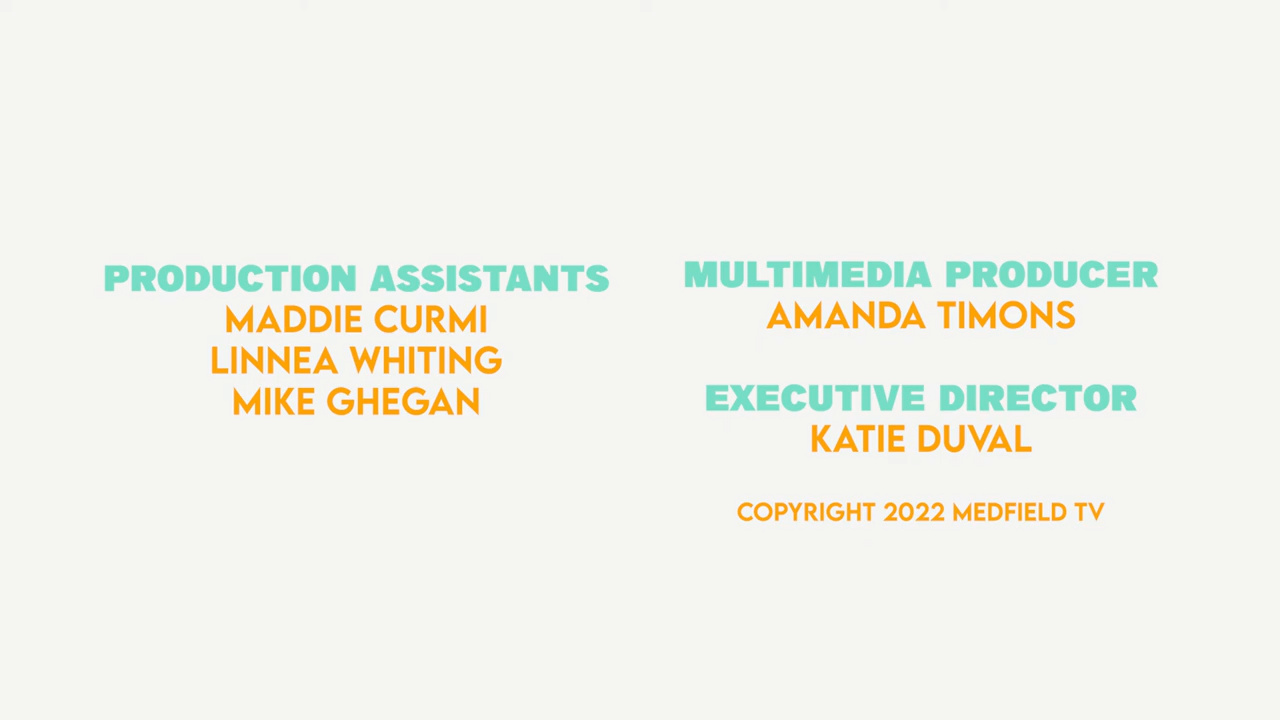 PRODUCTION ASSISTANTS
MADDIE CURMI
LINNEA WHITING
MIKE GHEGAN
MULTIMEDIA PRODUCER
AMANDA TIMONS
EXECUTIVE DIRECTOR
KATIE DUVAL
COPYRIGHT 2022 MEDFIELD TV